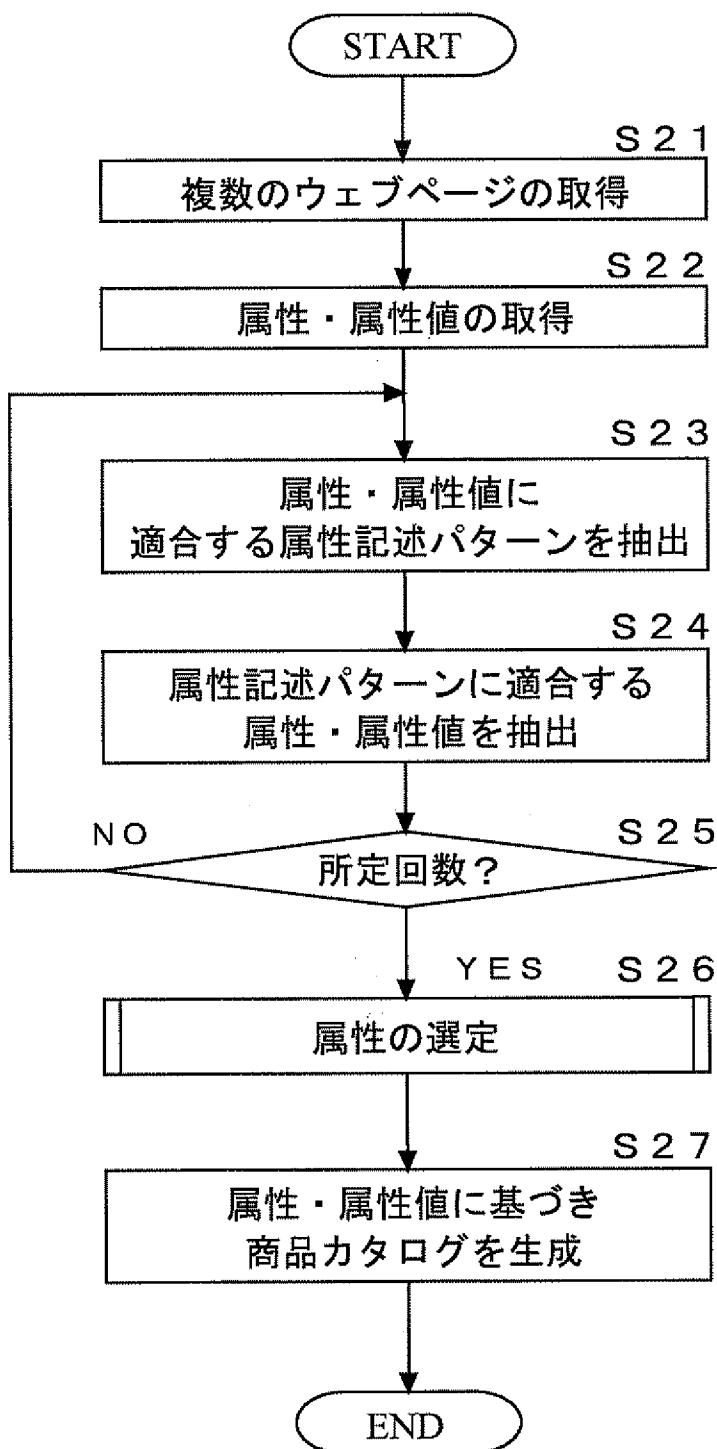 START
S21
複数のウェブページの取得
S22
属性・属性値の取得
S23
属性・属性値に
適合する属性記述パターンを抽出
S24
属性記述パターンに適合する
属性・属性値を抽出
NO
S25
所定回数?
YES
S26
属性の選定
S27
属性・属性値に基づき
商品カタログを生成
END